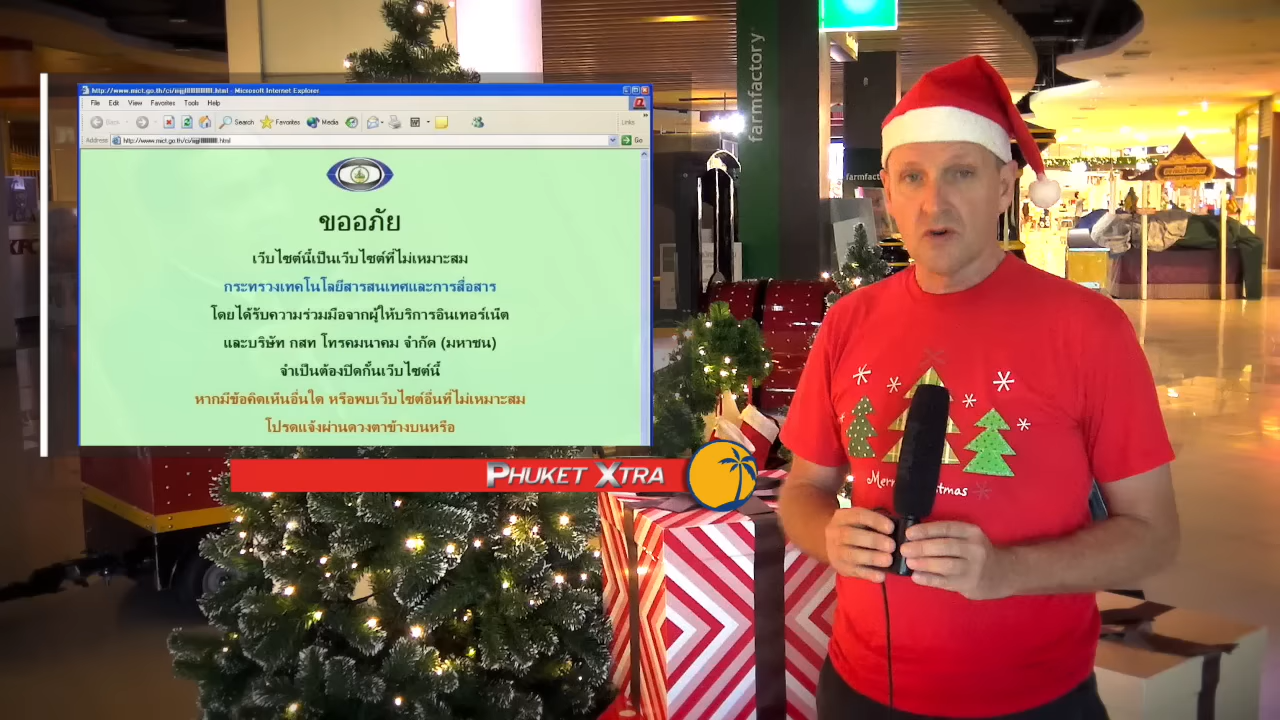 http://www.mict.go.th/ci/ - Microsoft Internet Explorer
File Edit View Favorites Tools Help
Back Search Favorites Media
Links
Address http://www.mict.go.th/ci/ Go
ขออภัย
เว็บไซต์นี้เป็นเว็บไซต์ที่ไม่เหมาะสม
กระทรวงเทคโนโลยีสารสนเทศและการสื่อสาร
โดยได้รับความร่วมมือจากผู้ให้บริการอินเทอร์เน็ต
และบริษัท กสท โทรคมนาคม จำกัด (มหาชน)
จำเป็นต้องปิดกั้นเว็บไซต์นี้
หากมีข้อคิดเห็นอื่นใด หรือพบเว็บไซต์อื่นที่ไม่เหมาะสม
โปรดแจ้งผ่านดวงตาข้างบนหรือ
PHUKET XTRA
farmfactory
farmfact
KFC
Merry Christmas